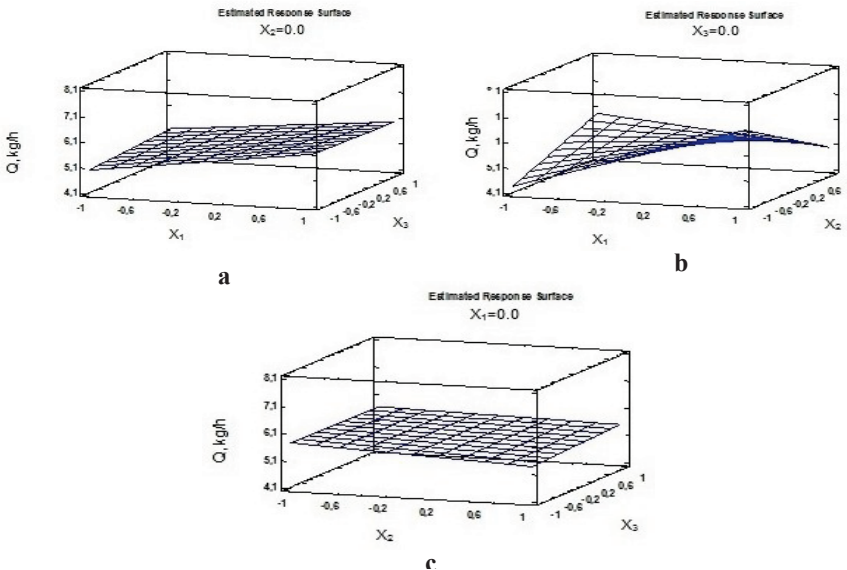 Estimated Response Surface
X₂=0.0
8,1
7,1
6,1
5,1
4,1
Q, kg/h
-1 -0,6 -0,2 0,2 0,6 1
X₁
-1 -0,6 -0,2 0,2 0,6 1
X₃
a
Estimated Response Surface
X₃=0.0
1
1
1
5,1
4,1
Q, kg/h
-1 -0,6 -0,2 0,2 0,6 1
X₁
-1 -0,6 -0,2 0,2 0,6 1
X₂
b
Estimated Response Surface
X₁=0.0
8,1
7,1
6,1
5,1
4,1
Q, kg/h
-1 -0,2 0,2 0,6 1
X₂
-1 -0,6 -0,2 0,2 0,6 1
X₃
c